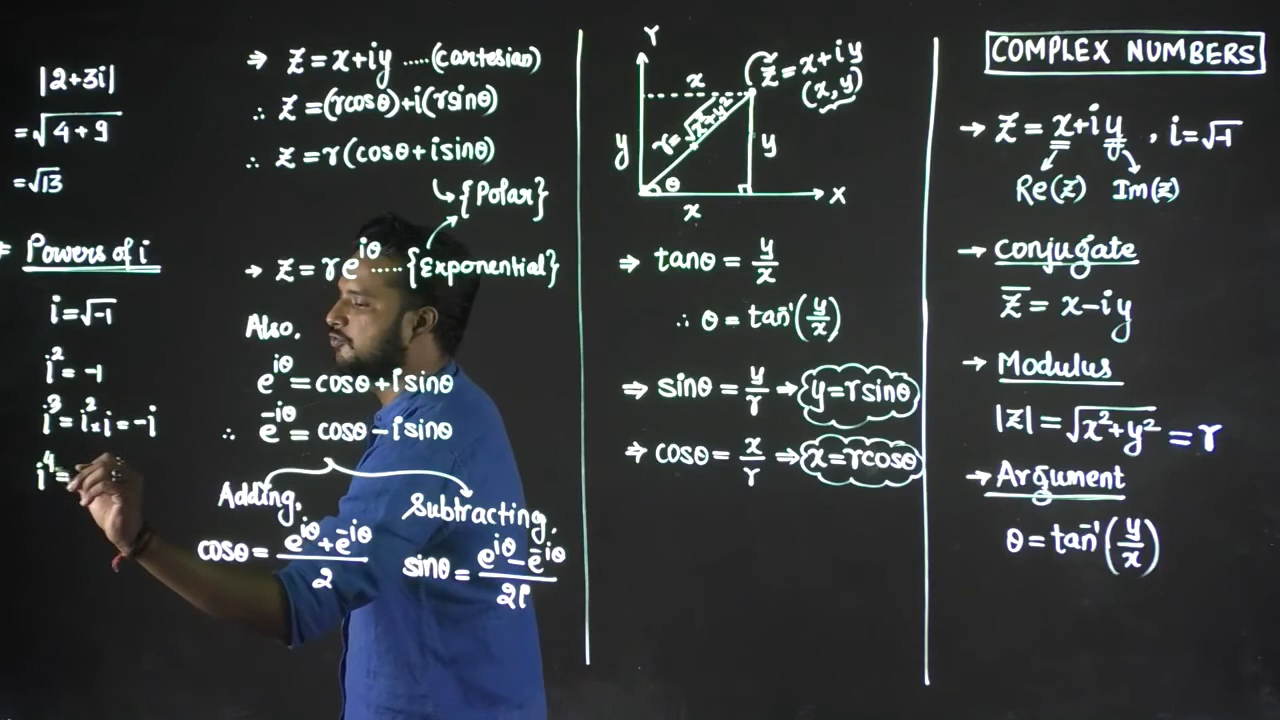 |2+3i|
=√4+9
=√13
Powers of i
i=√-1
i²=-1
i³=i²×i=-i
i⁴=
⇒ z=x+iy .....(cartesian)
∴ z=(rcosθ)+i(rsinθ)
∴ z=r(cosθ+isinθ)
{Polar}
→ z=re^iθ .....{Exponential}
Also,
e^iθ=cosθ+isinθ
∴ e^-iθ=cosθ-isinθ
Adding,
cosθ=(e^iθ+e^-iθ)/2
Subtracting,
sinθ=(e^iθ-e^-iθ)/2i
Y
x
z=x+iy
(x,y)
r=√x²+y²
y
y
θ
X
x
⇒ tanθ=y/x
∴ θ=tan⁻¹(y/x)
⇒ sinθ=y/r → y=rsinθ
⇒ cosθ=x/r ⇒ x=rcosθ
COMPLEX NUMBERS
→ z=x+iy , i=√-1
Re(z) Im(z)
→ Conjugate
z̅=x-iy
→ Modulus
|z|=√x²+y²=r
→ Argument
θ=tan⁻¹(y/x)